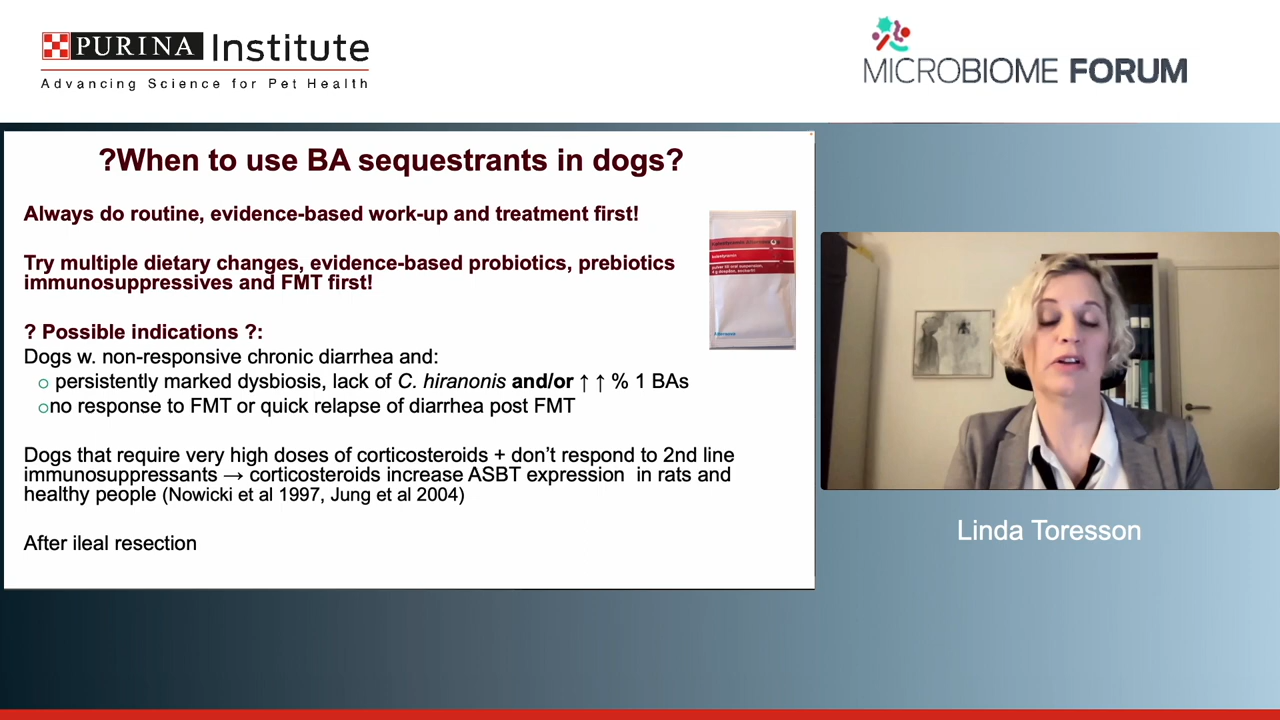 PURINA Institute
Advancing Science for Pet Health
MICROBIOME FORUM
?When to use BA sequestrants in dogs?
Always do routine, evidence-based work-up and treatment first!
Try multiple dietary changes, evidence-based probiotics, prebiotics
immunosuppressives and FMT first!
? Possible indications ?:
Dogs w. non-responsive chronic diarrhea and:
persistently marked dysbiosis, lack of C. hiranonis and/or ↑ ↑ % 1 BAs
no response to FMT or quick relapse of diarrhea post FMT
Dogs that require very high doses of corticosteroids + don’t respond to 2nd line
immunosuppressants → corticosteroids increase ASBT expression in rats and
healthy people (Nowicki et al 1997, Jung et al 2004)
After ileal resection
Linda Toresson